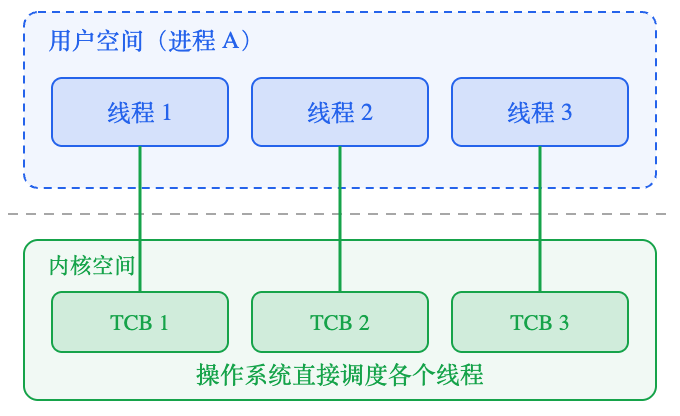 用户空间（进程 A）
线程 1
线程 2
线程 3
内核空间
TCB 1
TCB 2
TCB 3
操作系统直接调度各个线程